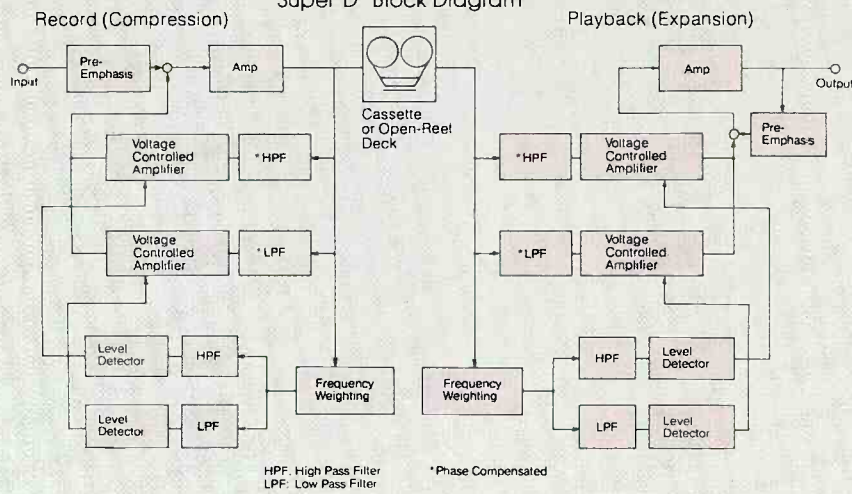 Super D Block Diagram
Record (Compression)
Playback (Expansion)
Input
Pre-
Emphasis
Amp
Cassette
or Open-Reel
Deck
Amp
Output
Pre-
Emphasis
Voltage
Controlled
Amplifier
*HPF
*HPF
Voltage
Controlled
Amplifier
Voltage
Controlled
Amplifier
*LPF
*LPF
Voltage
Controlled
Amplifier
Level
Detector
HPF
HPF
Level
Detector
Frequency
Weighting
Frequency
Weighting
Level
Detector
LPF
LPF
Level
Detector
HPF. High Pass Filter
LPF: Low Pass Filter
*Phase Compensated